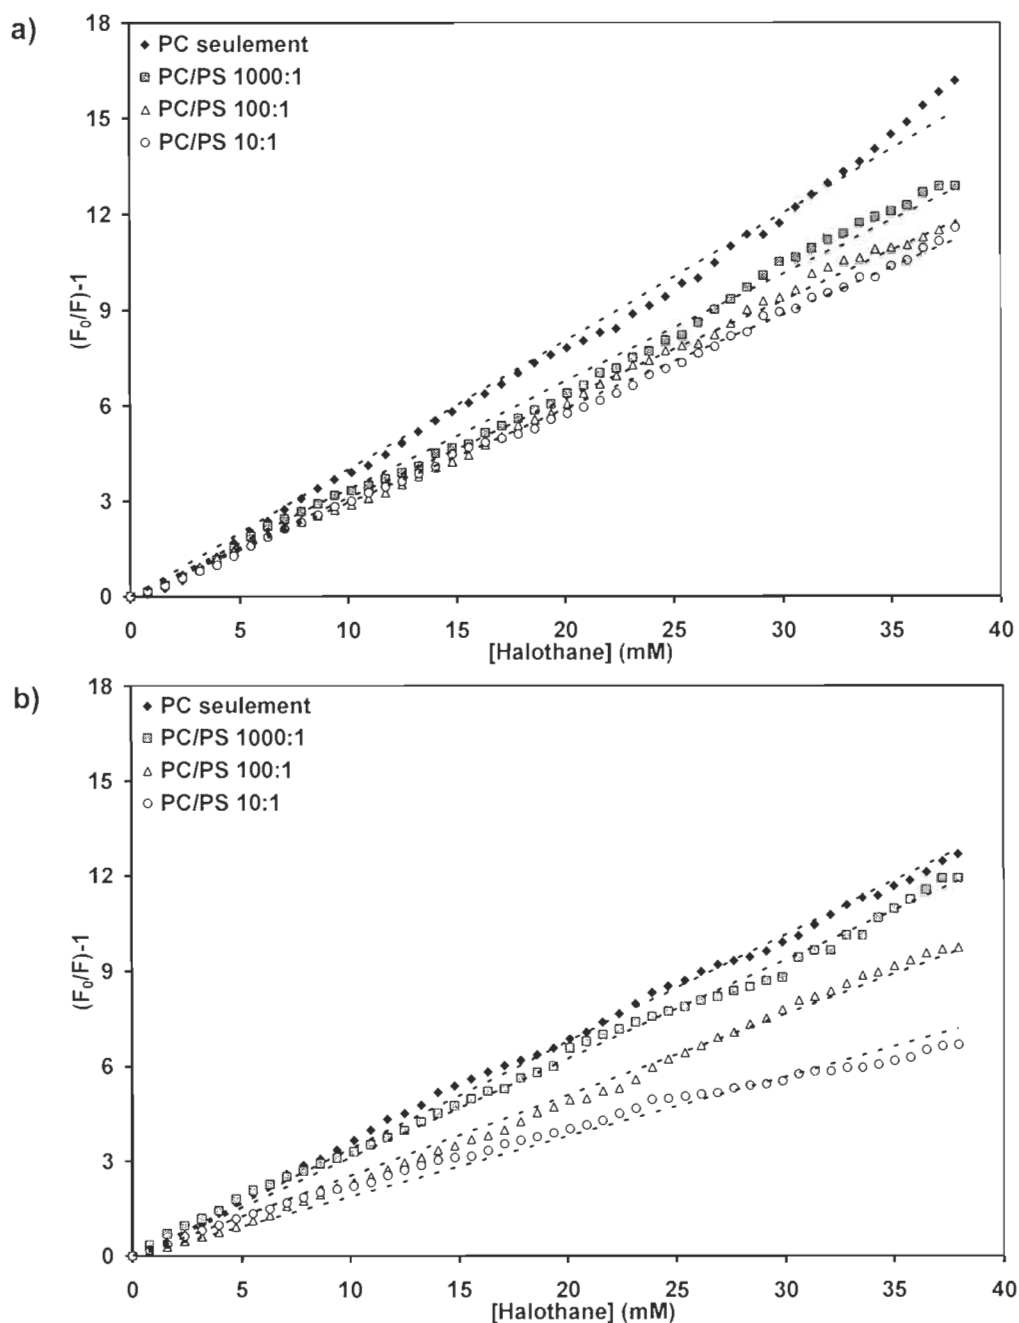 a)
18
15
12
9
6
3
0
(F₀/F)-1
◆ PC seulement
PC/PS 1000:1
△ PC/PS 100:1
○ PC/PS 10:1
0 5 10 15 20 25 30 35 40
[Halothane] (mM)
b)
18
15
12
9
6
3
0
(F₀/F)-1
◆ PC seulement
PC/PS 1000:1
△ PC/PS 100:1
○ PC/PS 10:1
0 5 10 15 20 25 30 35 40
[Halothane] (mM)